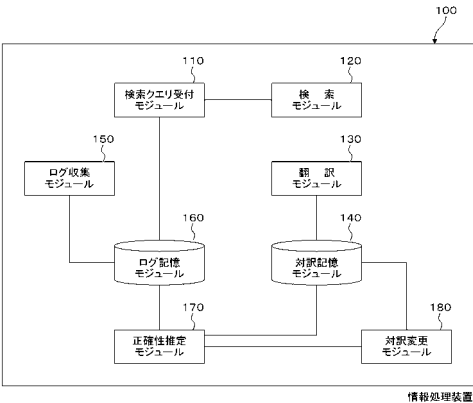 100
110
検索クエリ受付
モジュール
120
検 索
モジュール
150
ログ収集
モジュール
130
翻 訳
モジュール
160
ログ記憶
モジュール
140
対訳記憶
モジュール
170
正確性推定
モジュール
180
対訳変更
モジュール
情報処理装置